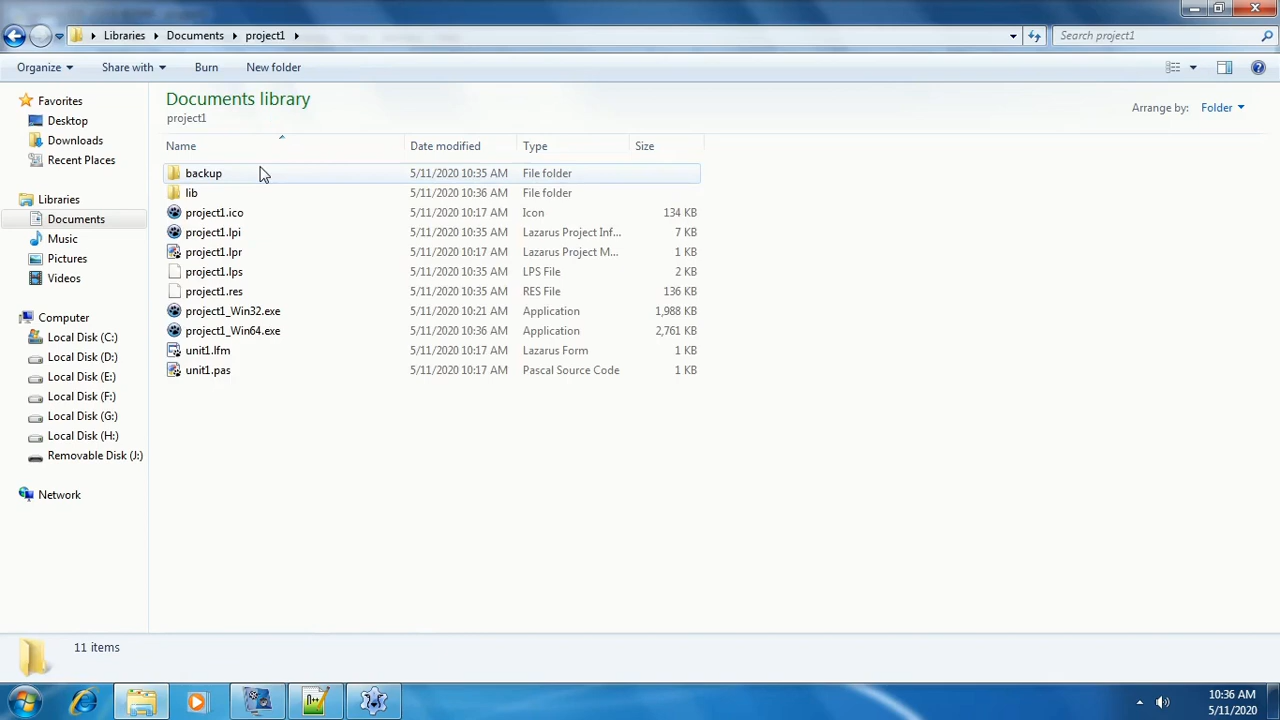 Libraries Documents project1 Search project1
Organize Share with Burn New folder
Favorites
Desktop
Downloads
Recent Places
Libraries
Documents
Music
Pictures
Videos
Computer
Local Disk (C:)
Local Disk (D:)
Local Disk (E:)
Local Disk (F:)
Local Disk (G:)
Local Disk (H:)
Removable Disk (J:)
Network
Documents library
project1
Arrange by: Folder
Name Date modified Type Size
backup 5/11/2020 10:35 AM File folder
lib 5/11/2020 10:36 AM File folder
project1.ico 5/11/2020 10:17 AM Icon 134 KB
project1.lpi 5/11/2020 10:35 AM Lazarus Project Inf... 7 KB
project1.lpr 5/11/2020 10:17 AM Lazarus Project M... 1 KB
project1.lps 5/11/2020 10:35 AM LPS File 2 KB
project1.res 5/11/2020 10:35 AM RES File 136 KB
project1_Win32.exe 5/11/2020 10:21 AM Application 1,988 KB
project1_Win64.exe 5/11/2020 10:36 AM Application 2,761 KB
unit1.lfm 5/11/2020 10:17 AM Lazarus Form 1 KB
unit1.pas 5/11/2020 10:17 AM Pascal Source Code 1 KB
11 items
10:36 AM
5/11/2020